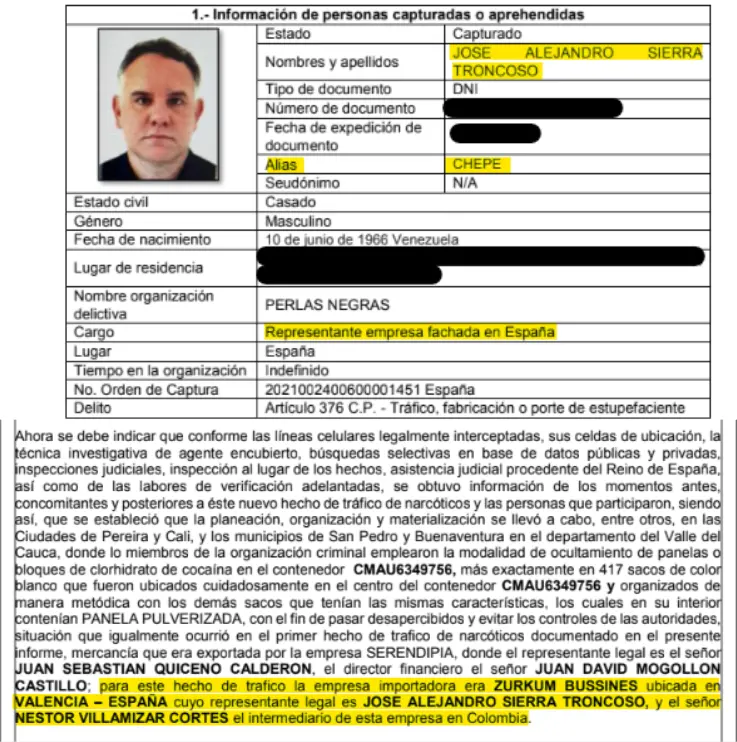 1.- Información de personas capturadas o aprehendidas
Estado Capturado
Nombres y apellidos JOSE ALEJANDRO SIERRA
TRONCOSO
Tipo de documento DNI
Número de documento
Fecha de expedición de
documento
Alias CHEPE
Seudónimo N/A
Estado civil Casado
Género Masculino
Fecha de nacimiento 10 de junio de 1966 Venezuela
Lugar de residencia
Nombre organización
delictiva PERLAS NEGRAS
Cargo Representante empresa fachada en España
Lugar España
Tiempo en la organización Indefinido
No. Orden de Captura 2021002400600001451 España
Delito Artículo 376 C.P. - Tráfico, fabricación o porte de estupefaciente
Ahora se debe indicar que conforme las líneas celulares legalmente interceptadas, sus celdas de ubicación, la
técnica investigativa de agente encubierto, búsquedas selectivas en base de datos públicas y privadas,
inspecciones judiciales, inspección al lugar de los hechos, asistencia judicial procedente del Reino de España,
así como de las labores de verificación adelantadas, se obtuvo información de los momentos antes,
concomitantes y posteriores a éste nuevo hecho de tráfico de narcóticos y las personas que participaron, siendo
así, que se estableció que la planeación, organización y materialización se llevó a cabo, entre otros, en las
Ciudades de Pereira y Cali, y los municipios de San Pedro y Buenaventura en el departamento del Valle del
Cauca, donde lo miembros de la organización criminal emplearon la modalidad de ocultamiento de panelas o
bloques de clorhidrato de cocaína en el contenedor CMAU6349756, más exactamente en 417 sacos de color
blanco que fueron ubicados cuidadosamente en el centro del contenedor CMAU6349756 y organizados de
manera metódica con los demás sacos que tenían las mismas características, los cuales en su interior
contenían PANELA PULVERIZADA, con el fin de pasar desapercibidos y evitar los controles de las autoridades,
situación que igualmente ocurrió en el primer hecho de trafico de narcóticos documentado en el presente
informe, mercancía que era exportada por la empresa SERENDIPIA, donde el representante legal es el señor
JUAN SEBASTIAN QUICENO CALDERON, el director financiero el señor JUAN DAVID MOGOLLON
CASTILLO; para este hecho de trafico la empresa importadora era ZURKUM BUSSINES ubicada en
VALENCIA – ESPAÑA cuyo representante legal es JOSE ALEJANDRO SIERRA TRONCOSO, y el señor
NESTOR VILLAMIZAR CORTES el intermediario de esta empresa en Colombia.